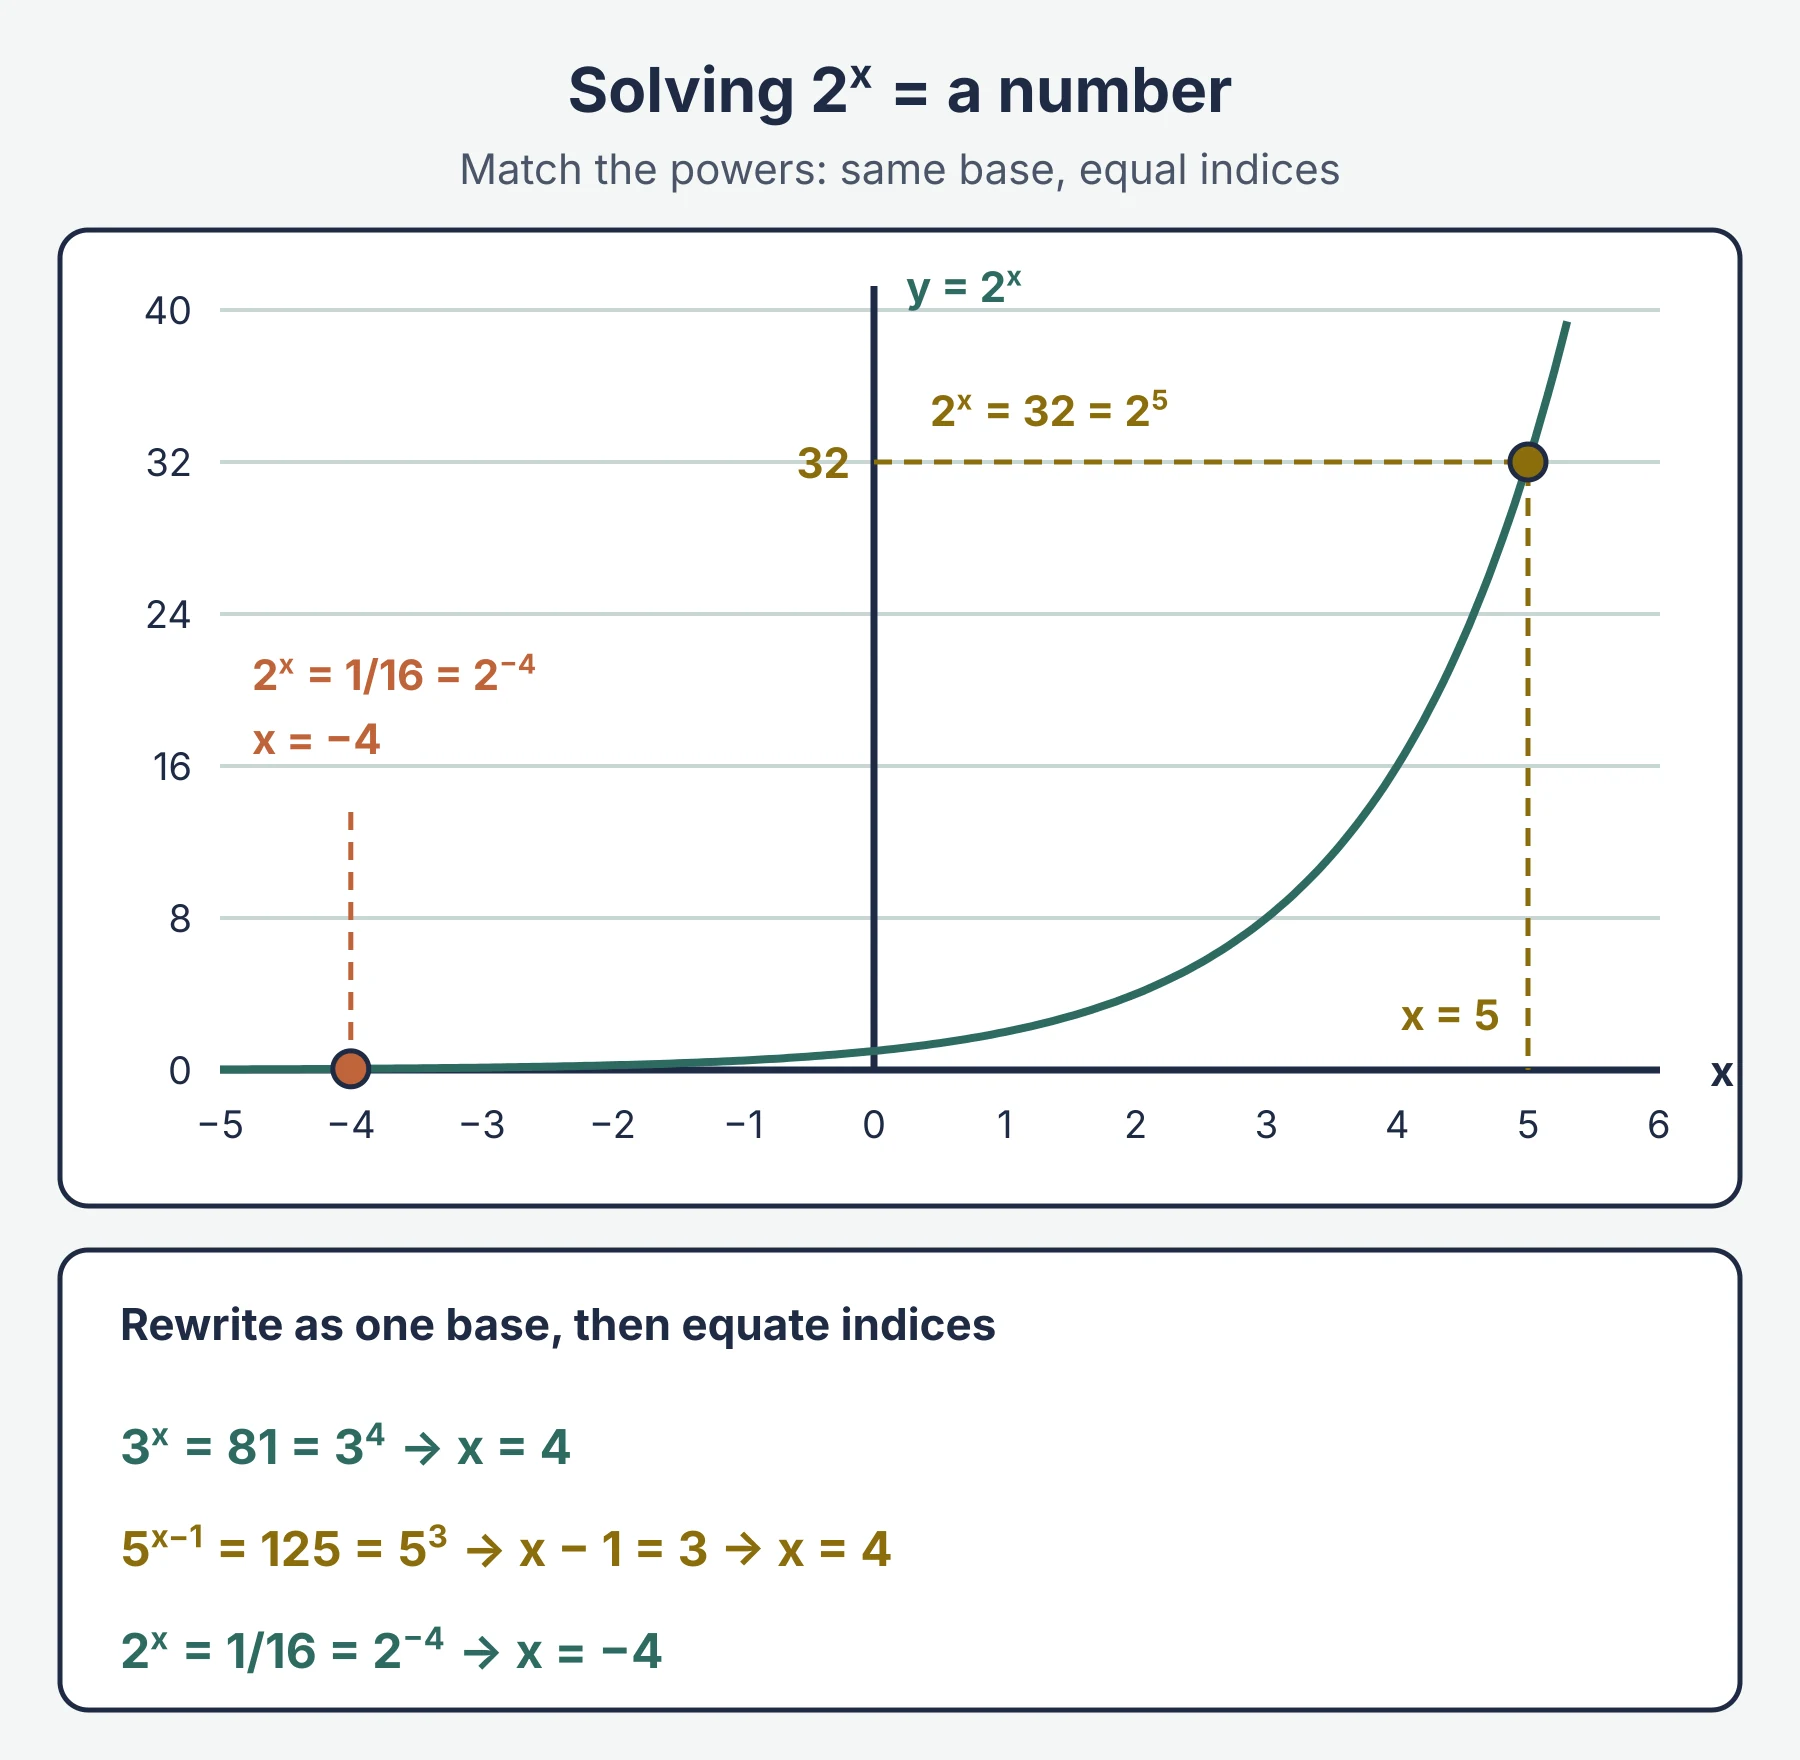 Solving 2ˣ = a number
Match the powers: same base, equal indices
y = 2ˣ
40
2ˣ = 32 = 2⁵
32
32
24
2ˣ = 1/16 = 2⁻⁴
x = −4
16
8
x = 5
0
x
−5 −4 −3 −2 −1 0 1 2 3 4 5 6
Rewrite as one base, then equate indices
3ˣ = 81 = 3⁴ → x = 4
5ˣ⁻¹ = 125 = 5³ → x − 1 = 3 → x = 4
2ˣ = 1/16 = 2⁻⁴ → x = −4